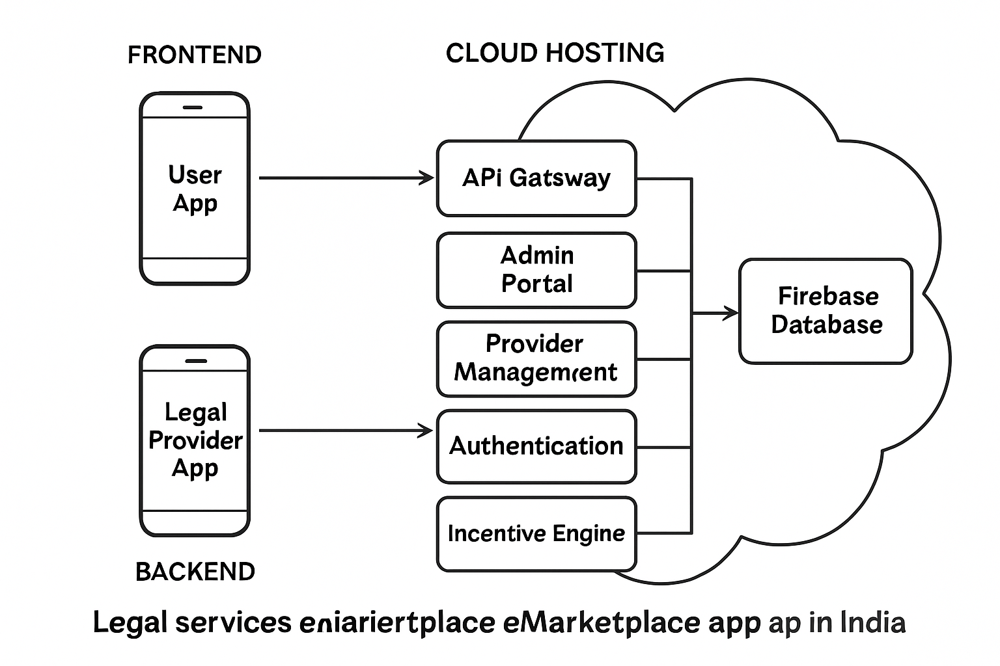 FRONTEND
CLOUD HOSTING
User
App
APi Gatsway
Admin
Portal
Provider
Management
Firebase
Database
Legal
Provider
App
Authentication
Incentive Engine
BACKEND
Legal services eniariertplace eMarketplace app ap in India